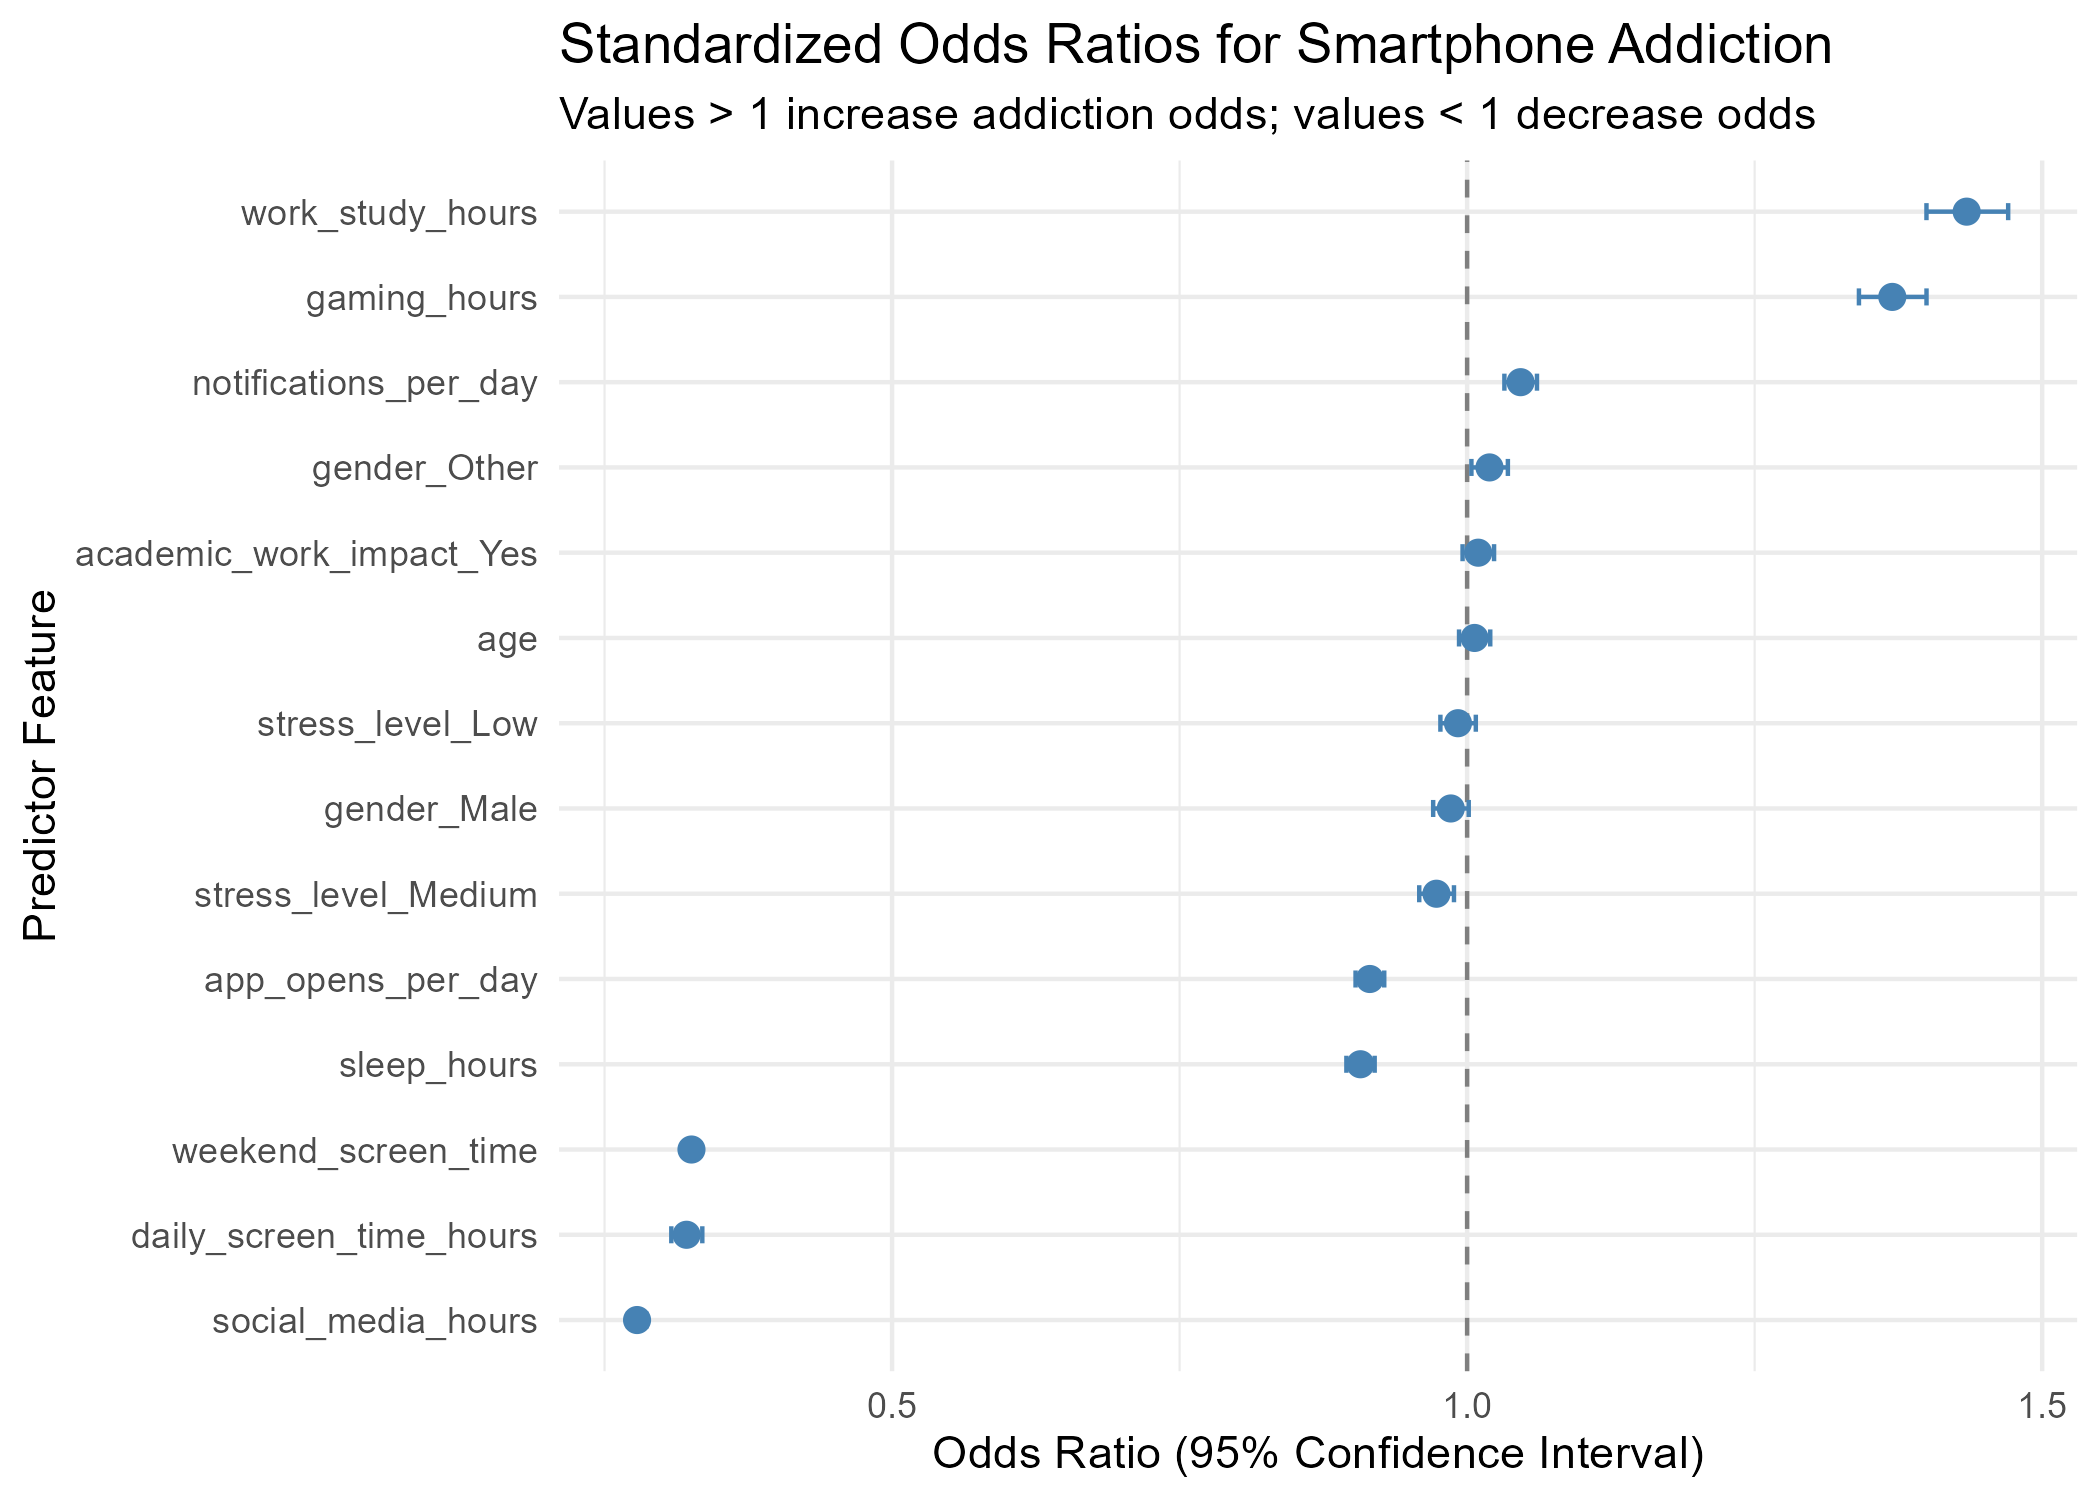 Standardized Odds Ratios for Smartphone Addiction
Values > 1 increase addiction odds; values < 1 decrease odds
Predictor Feature
work_study_hours
gaming_hours
notifications_per_day
gender_Other
academic_work_impact_Yes
age
stress_level_Low
gender_Male
stress_level_Medium
app_opens_per_day
sleep_hours
weekend_screen_time
daily_screen_time_hours
social_media_hours
0.5
1.0
1.5
Odds Ratio (95% Confidence Interval)